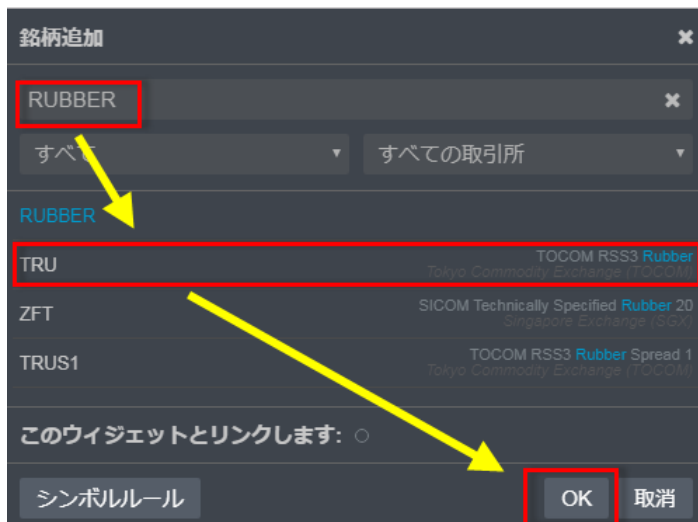 銘柄追加 ✖
RUBBER ✖
すべて ▼ すべての取引所 ▼
RUBBER
TRU TOCOM RSS3 Rubber
Tokyo Commodity Exchange (TOCOM)
ZFT SICOM Technically Specified Rubber 20
Singapore Exchange (SGX)
TRUS1 TOCOM RSS3 Rubber Spread 1
Tokyo Commodity Exchange (TOCOM)
このウィジェットとリンクします:
シンボルルール OK 取消